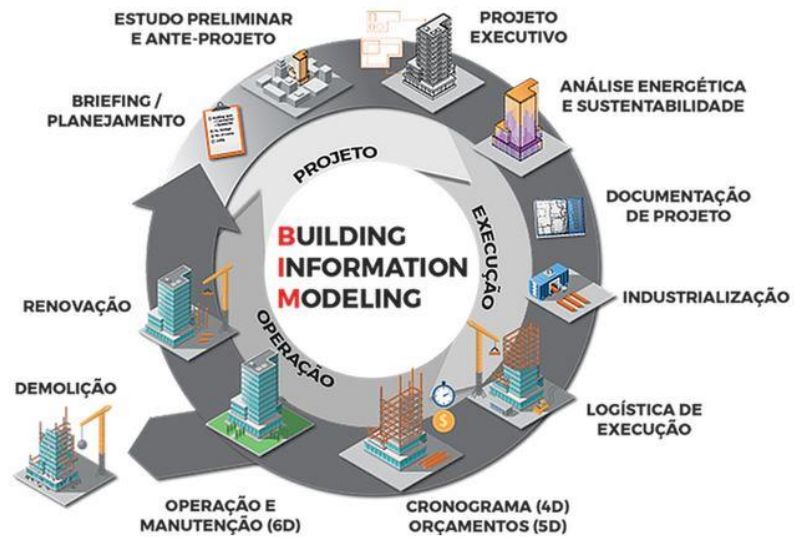 ESTUDO PRELIMINAR
E ANTE-PROJETO
PROJETO
EXECUTIVO
ANÁLISE ENERGÉTICA
E SUSTENTABILIDADE
BRIEFING /
PLANEJAMENTO
DOCUMENTAÇÃO
DE PROJETO
INDUSTRIALIZAÇÃO
LOGÍSTICA DE
EXECUÇÃO
CRONOGRAMA (4D)
ORÇAMENTOS (5D)
OPERAÇÃO E
MANUTENÇÃO (6D)
DEMOLIÇÃO
RENOVAÇÃO
PROJETO
EXECUÇÃO
OPERAÇÃO
BUILDING
INFORMATION
MODELING
$